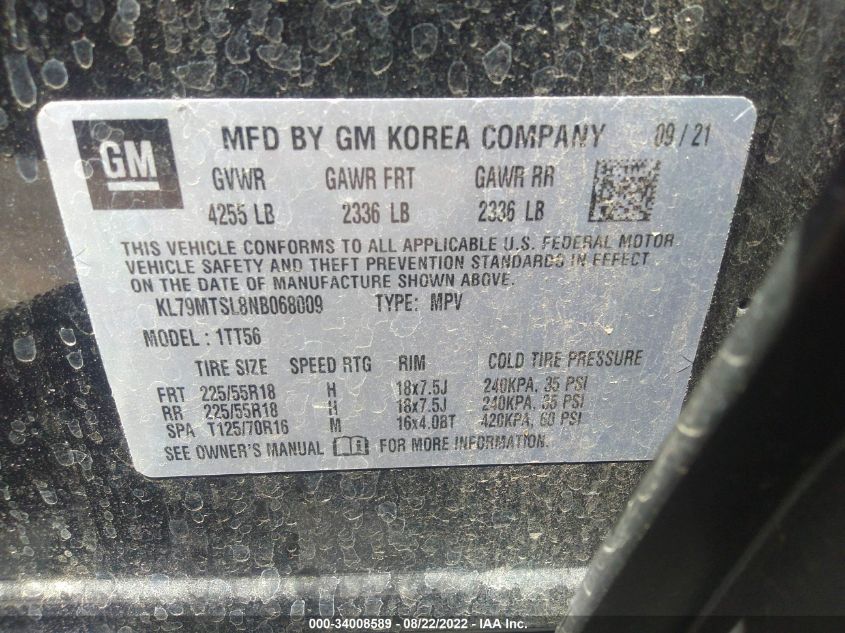 GM
MFD BY GM KOREA COMPANY 09/21
GVWR GAWR FRT GAWR RR
4255 LB 2336 LB 2336 LB
THIS VEHICLE CONFORMS TO ALL APPLICABLE U.S. FEDERAL MOTOR
VEHICLE SAFETY AND THEFT PREVENTION STANDARDS IN EFFECT
ON THE DATE OF MANUFACTURE SHOWN ABOVE.
KL79MTSL8NB068009 TYPE: MPV
MODEL : 1TT56
TIRE SIZE SPEED RTG RIM COLD TIRE PRESSURE
FRT 225/55R18 H 18x7.5J 240KPA, 35 PSI
RR 225/55R18 H 18x7.5J 240KPA, 35 PSI
SPA T125/70R16 M 16x4.0BT 420KPA, 60 PSI
SEE OWNER'S MANUAL FOR MORE INFORMATION.
000-34008589 - 08/22/2022 - IAA Inc.